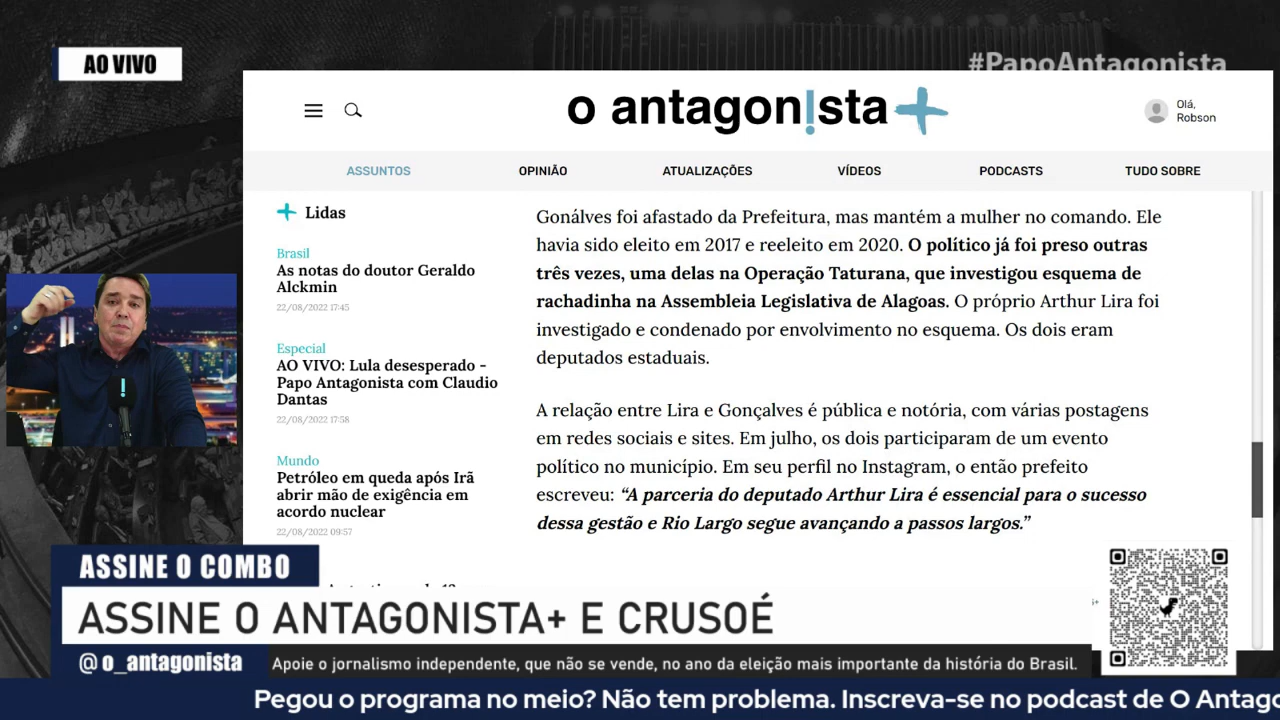 AO VIVO
#PapoAntagonista
o antagon!sta+
Olá,
Robson
ASSUNTOS OPINIÃO ATUALIZAÇÕES VÍDEOS PODCASTS TUDO SOBRE
+ Lidas
Brasil
As notas do doutor Geraldo
Alckmin
22/08/2022 17:45
Especial
AO VIVO: Lula desesperado -
Papo Antagonista com Claudio
Dantas
22/08/2022 17:58
Mundo
Petróleo em queda após Irã
abrir mão de exigência em
acordo nuclear
22/08/2022 09:57
Gonálves foi afastado da Prefeitura, mas mantém a mulher no comando. Ele
havia sido eleito em 2017 e reeleito em 2020. O político já foi preso outras
três vezes, uma delas na Operação Taturana, que investigou esquema de
rachadinha na Assembleia Legislativa de Alagoas. O próprio Arthur Lira foi
investigado e condenado por envolvimento no esquema. Os dois eram
deputados estaduais.
A relação entre Lira e Gonçalves é pública e notória, com várias postagens
em redes sociais e sites. Em julho, os dois participaram de um evento
político no município. Em seu perfil no Instagram, o então prefeito
escreveu: “A parceria do deputado Arthur Lira é essencial para o sucesso
dessa gestão e Rio Largo segue avançando a passos largos.”
ASSINE O COMBO
ASSINE O ANTAGONISTA+ E CRUSOÉ
@o_antagonista
Apoie o jornalismo independente, que não se vende, no ano da eleição mais importante da história do Brasil.
Pegou o programa no meio? Não tem problema. Inscreva-se no podcast de O Antago